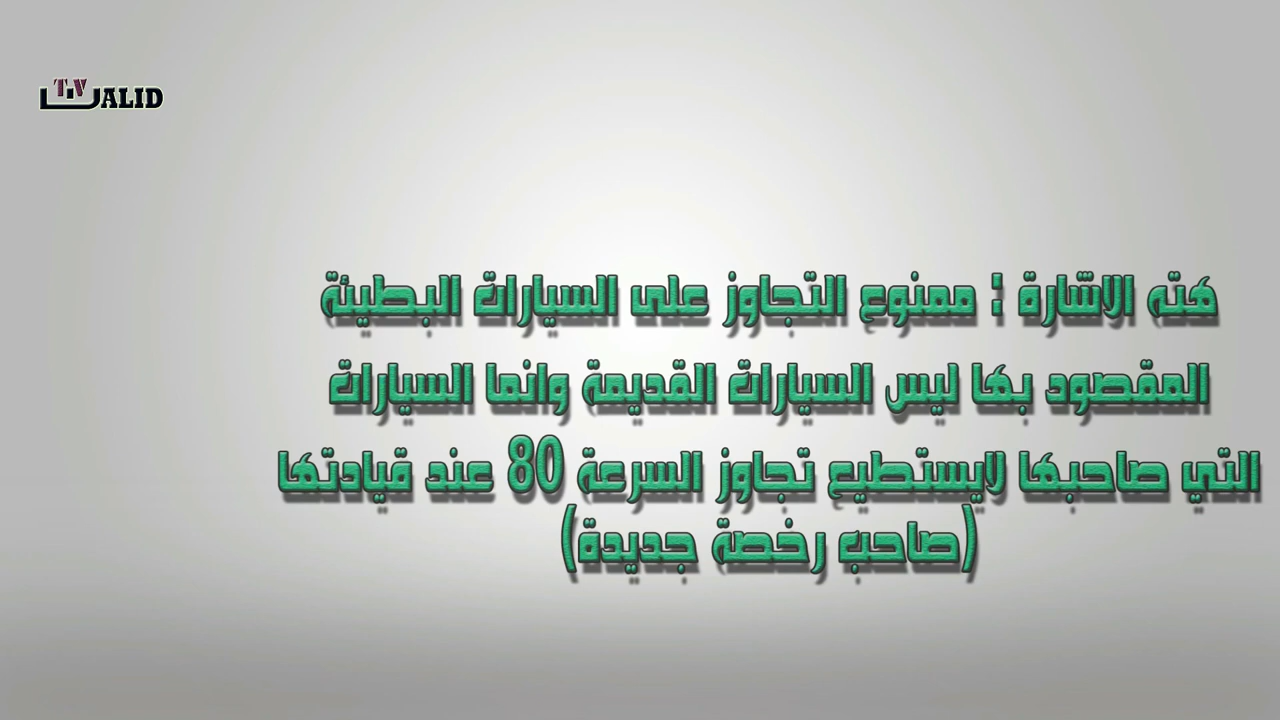 TV WALID
هته الاشارة : ممنوع التجاوز على السيارات البطيئة
المقصود بها ليس السيارات القديمة وانما السيارات
التي صاحبها لايستطيع تجاوز السرعة 80 عند قيادتها
(صاحب رخصة جديدة)